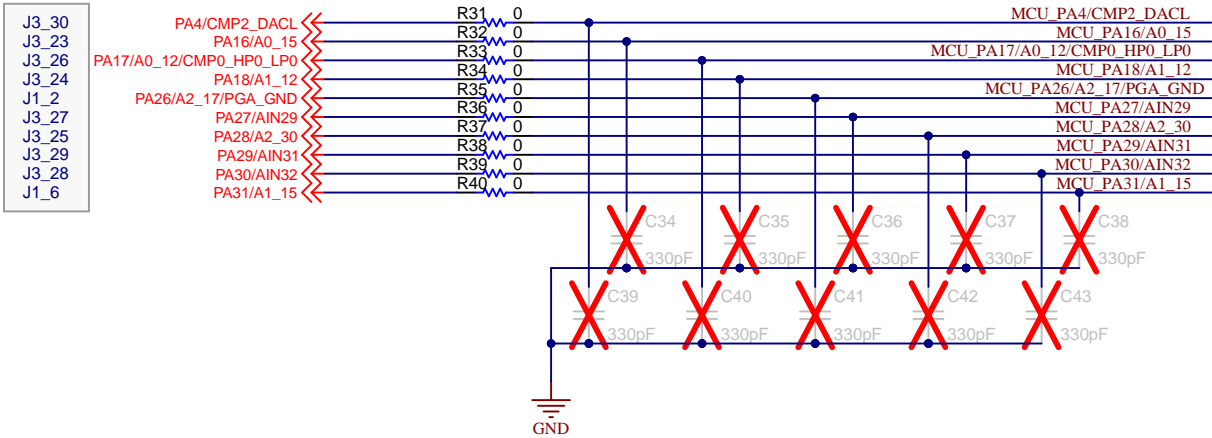 J3_30 PA4/CMP2_DACL R31 0 MCU_PA4/CMP2_DACL
J3_23 PA16/A0_15 R32 0 MCU_PA16/A0_15
J3_26 PA17/A0_12/CMP0_HP0_LP0 R33 0 MCU_PA17/A0_12/CMP0_HP0_LP0
J3_24 PA18/A1_12 R34 0 MCU_PA18/A1_12
J1_2 PA26/A2_17/PGA_GND R35 0 MCU_PA26/A2_17/PGA_GND
J3_27 PA27/AIN29 R36 0 MCU_PA27/AIN29
J3_25 PA28/A2_30 R37 0 MCU_PA28/A2_30
J3_29 PA29/AIN31 R38 0 MCU_PA29/AIN31
J3_28 PA30/AIN32 R39 0 MCU_PA30/AIN32
J1_6 PA31/A1_15 R40 0 MCU_PA31/A1_15
C34 C35 C36 C37 C38
330pF 330pF 330pF 330pF 330pF
C39 C40 C41 C42 C43
330pF 330pF 330pF 330pF 330pF
GND